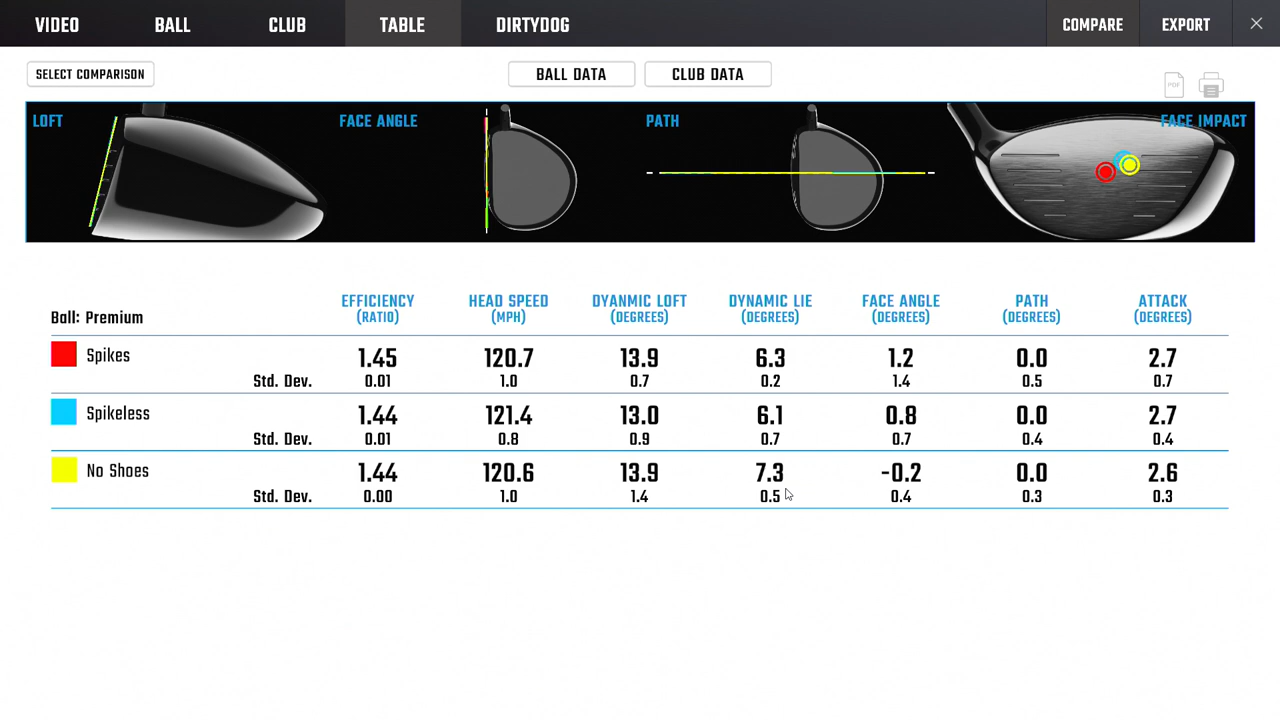 VIDEO BALL CLUB TABLE DIRTYDOG COMPARE EXPORT
SELECT COMPARISON BALL DATA CLUB DATA
PDF
LOFT FACE ANGLE PATH FACE IMPACT
EFFICIENCY HEAD SPEED DYANMIC LOFT DYNAMIC LIE FACE ANGLE PATH ATTACK
Ball: Premium (RATIO) (MPH) (DEGREES) (DEGREES) (DEGREES) (DEGREES) (DEGREES)
Spikes 1.45 120.7 13.9 6.3 1.2 0.0 2.7
Std. Dev. 0.01 1.0 0.7 0.2 1.4 0.5 0.7
Spikeless 1.44 121.4 13.0 6.1 0.8 0.0 2.7
Std. Dev. 0.01 0.8 0.9 0.7 0.7 0.4 0.4
No Shoes 1.44 120.6 13.9 7.3 -0.2 0.0 2.6
Std. Dev. 0.00 1.0 1.4 0.5 0.4 0.3 0.3